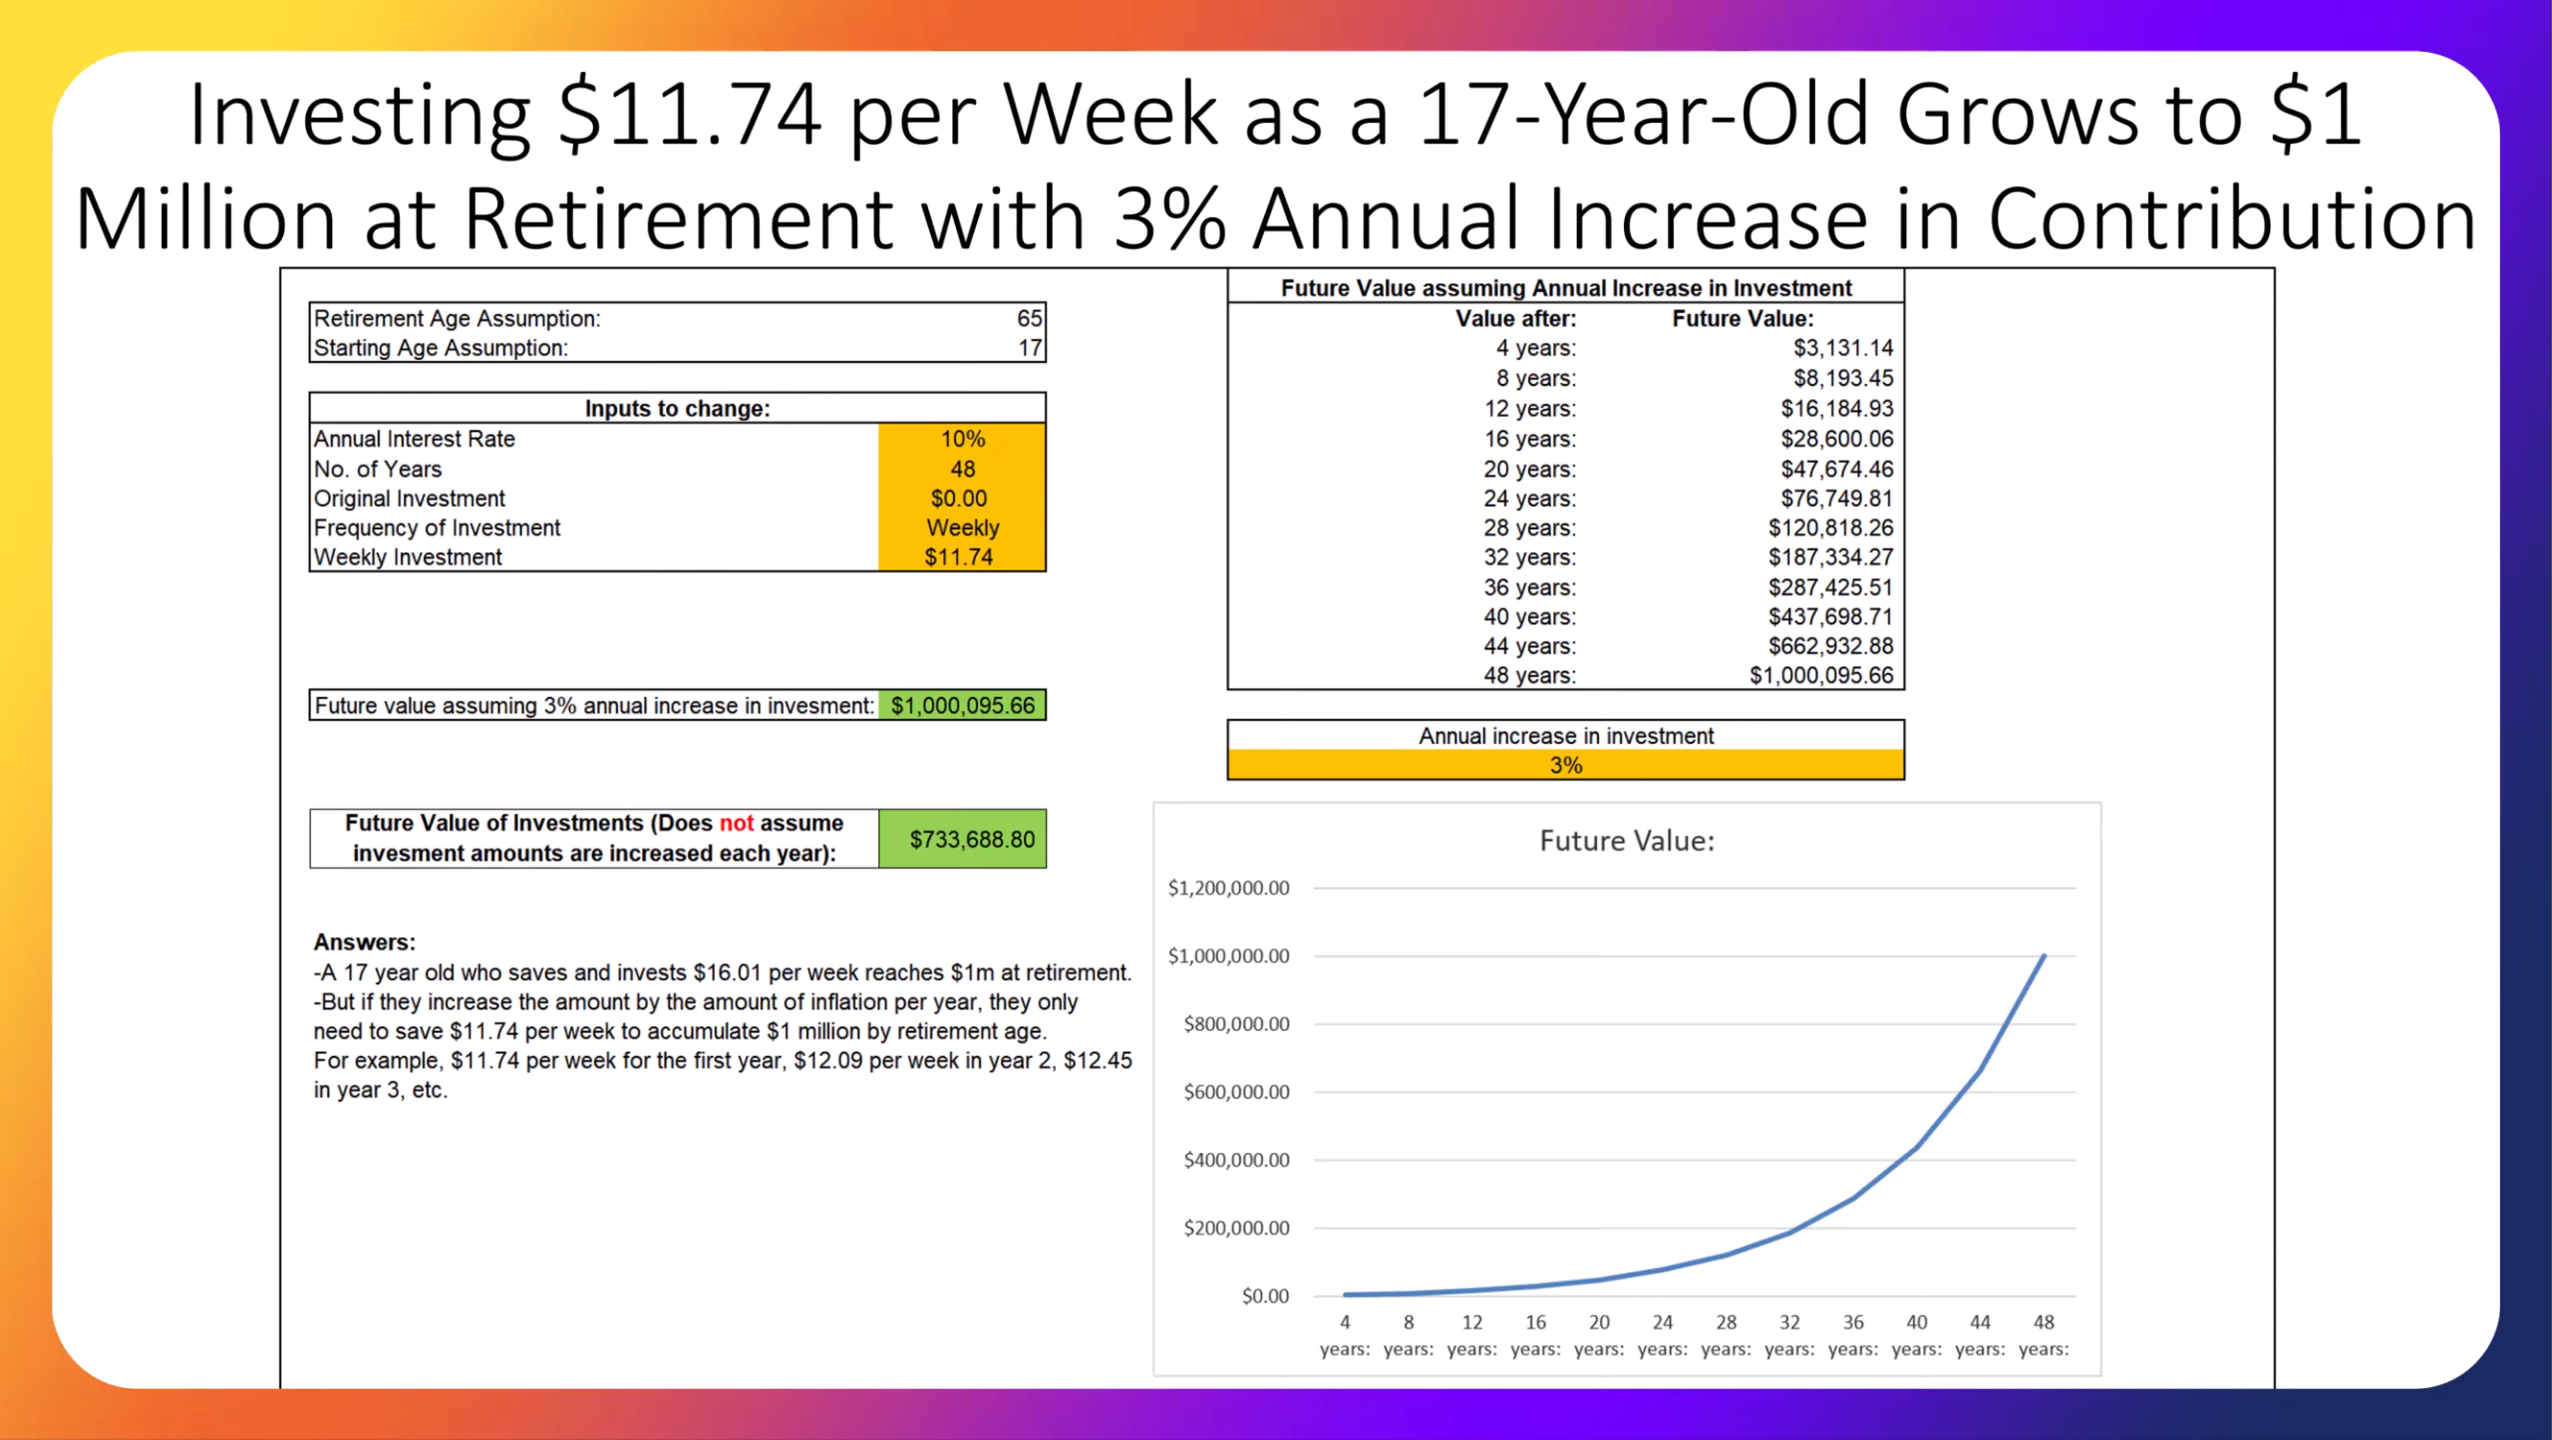 Investing $11.74 per Week as a 17-Year-Old Grows to $1
Million at Retirement with 3% Annual Increase in Contribution
Retirement Age Assumption: 65
Starting Age Assumption: 17
Inputs to change:
Annual Interest Rate 10%
No. of Years 48
Original Investment $0.00
Frequency of Investment Weekly
Weekly Investment $11.74
Future value assuming 3% annual increase in invesment: $1,000,095.66
Future Value of Investments (Does not assume
invesment amounts are increased each year):
$733,688.80
Answers:
-A 17 year old who saves and invests $16.01 per week reaches $1m at retirement.
-But if they increase the amount by the amount of inflation per year, they only
need to save $11.74 per week to accumulate $1 million by retirement age.
For example, $11.74 per week for the first year, $12.09 per week in year 2, $12.45
in year 3, etc.
Future Value assuming Annual Increase in Investment
Value after: Future Value:
4 years: $3,131.14
8 years: $8,193.45
12 years: $16,184.93
16 years: $28,600.06
20 years: $47,674.46
24 years: $76,749.81
28 years: $120,818.26
32 years: $187,334.27
36 years: $287,425.51
40 years: $437,698.71
44 years: $662,932.88
48 years: $1,000,095.66
Annual increase in investment
3%
Future Value:
$1,200,000.00
$1,000,000.00
$800,000.00
$600,000.00
$400,000.00
$200,000.00
$0.00
4 8 12 16 20 24 28 32 36 40 44 48
years: years: years: years: years: years: years: years: years: years: years: years: